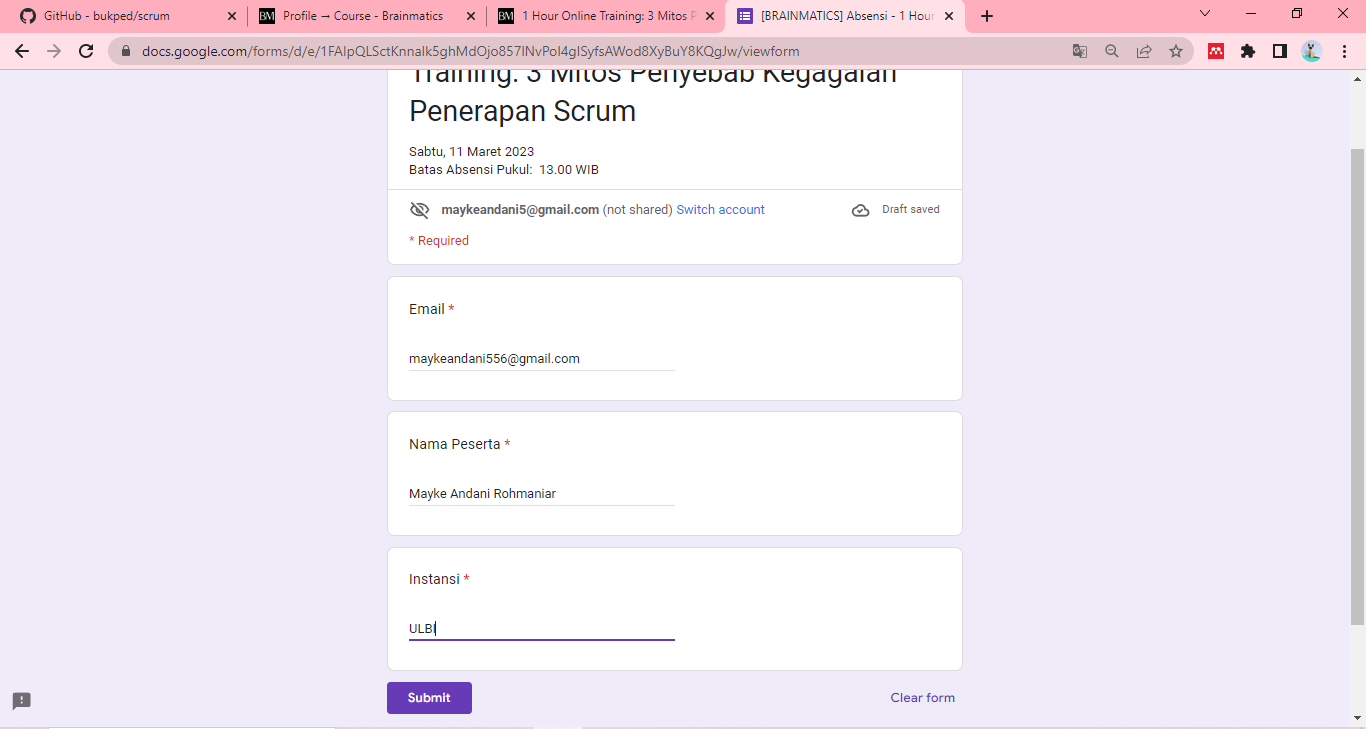 GitHub - bukped/scrum
BM Profile → Course - Brainmatics
BM 1 Hour Online Training: 3 Mitos P
[BRAINMATICS] Absensi - 1 Hour
docs.google.com/forms/d/e/1FAIpQLSctKnnalk5ghMdOjo857lNvPoI4gISyfsAWod8XyBuY8KQgJw/viewform
Training: 3 Mitos Penyebab Kegagalan
Penerapan Scrum
Sabtu, 11 Maret 2023
Batas Absensi Pukul: 13.00 WIB
maykeandani5@gmail.com (not shared) Switch account
Draft saved
* Required
Email *
maykeandani556@gmail.com
Nama Peserta *
Mayke Andani Rohmaniar
Instansi *
ULBI
Submit
Clear form